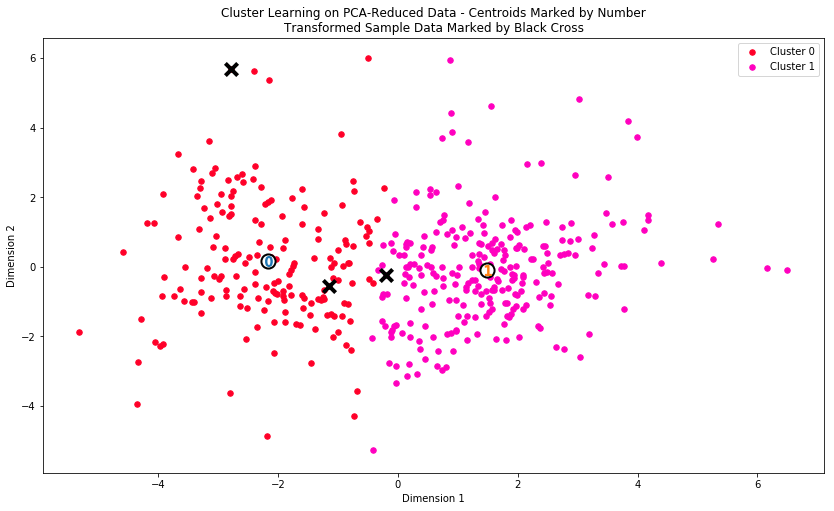 Cluster Learning on PCA-Reduced Data - Centroids Marked by Number
Transformed Sample Data Marked by Black Cross
Cluster 0
Cluster 1
6
4
2
0
−2
−4
Dimension 2
0
1
−4
−2
0
2
4
6
Dimension 1